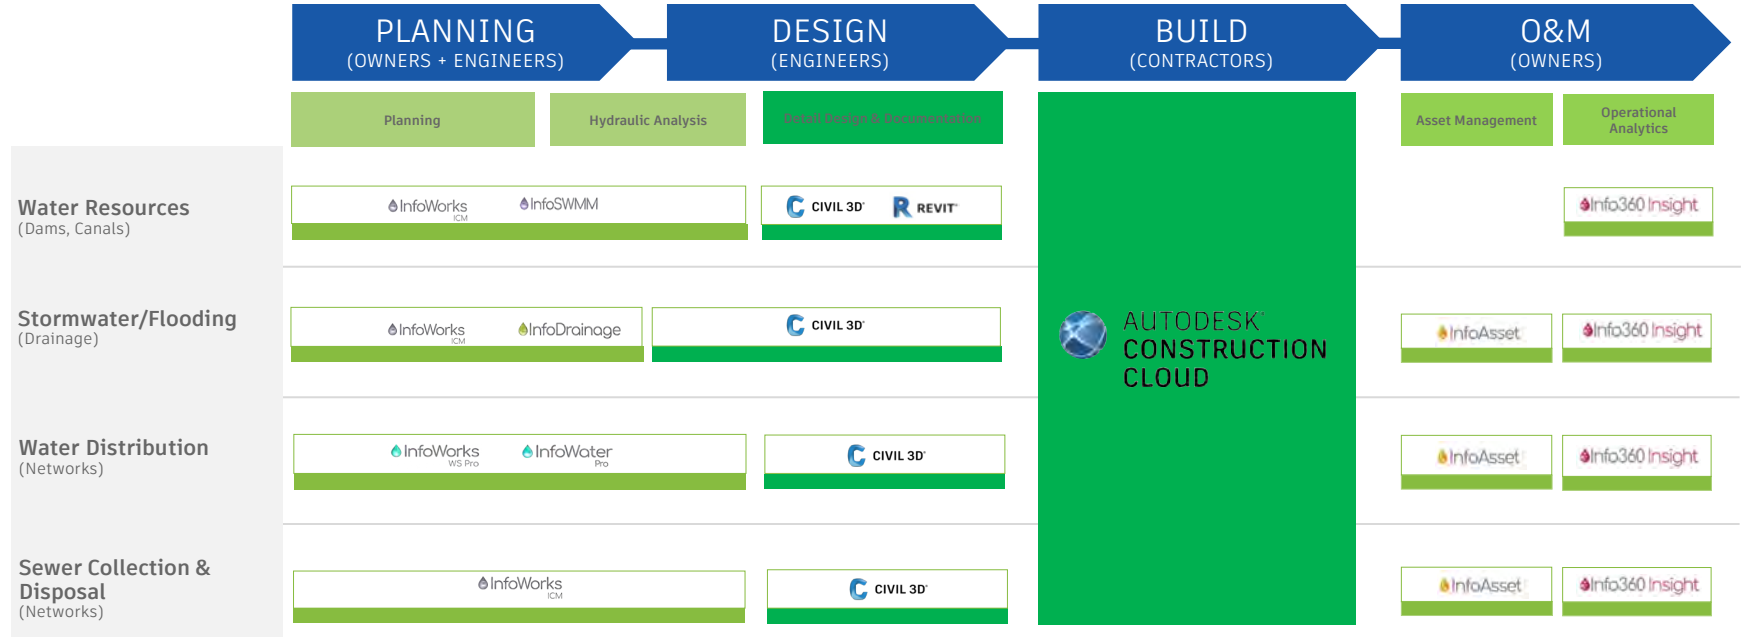 PLANNING
(OWNERS + ENGINEERS)
DESIGN
(ENGINEERS)
BUILD
(CONTRACTORS)
O&M
(OWNERS)
Planning
Hydraulic Analysis
Detail Design & Documentation
Asset Management
Operational
Analytics
Water Resources
(Dams, Canals)
InfoWorks
ICM
InfoSWMM
CIVIL 3D®
REVIT®
Info360 Insight
Stormwater/Flooding
(Drainage)
InfoWorks
ICM
InfoDrainage
CIVIL 3D®
AUTODESK®
CONSTRUCTION
CLOUD
InfoAsset
Info360 Insight
Water Distribution
(Networks)
InfoWorks
WS Pro
InfoWater
Pro
CIVIL 3D®
InfoAsset
Info360 Insight
Sewer Collection &
Disposal
(Networks)
InfoWorks
ICM
CIVIL 3D®
InfoAsset
Info360 Insight